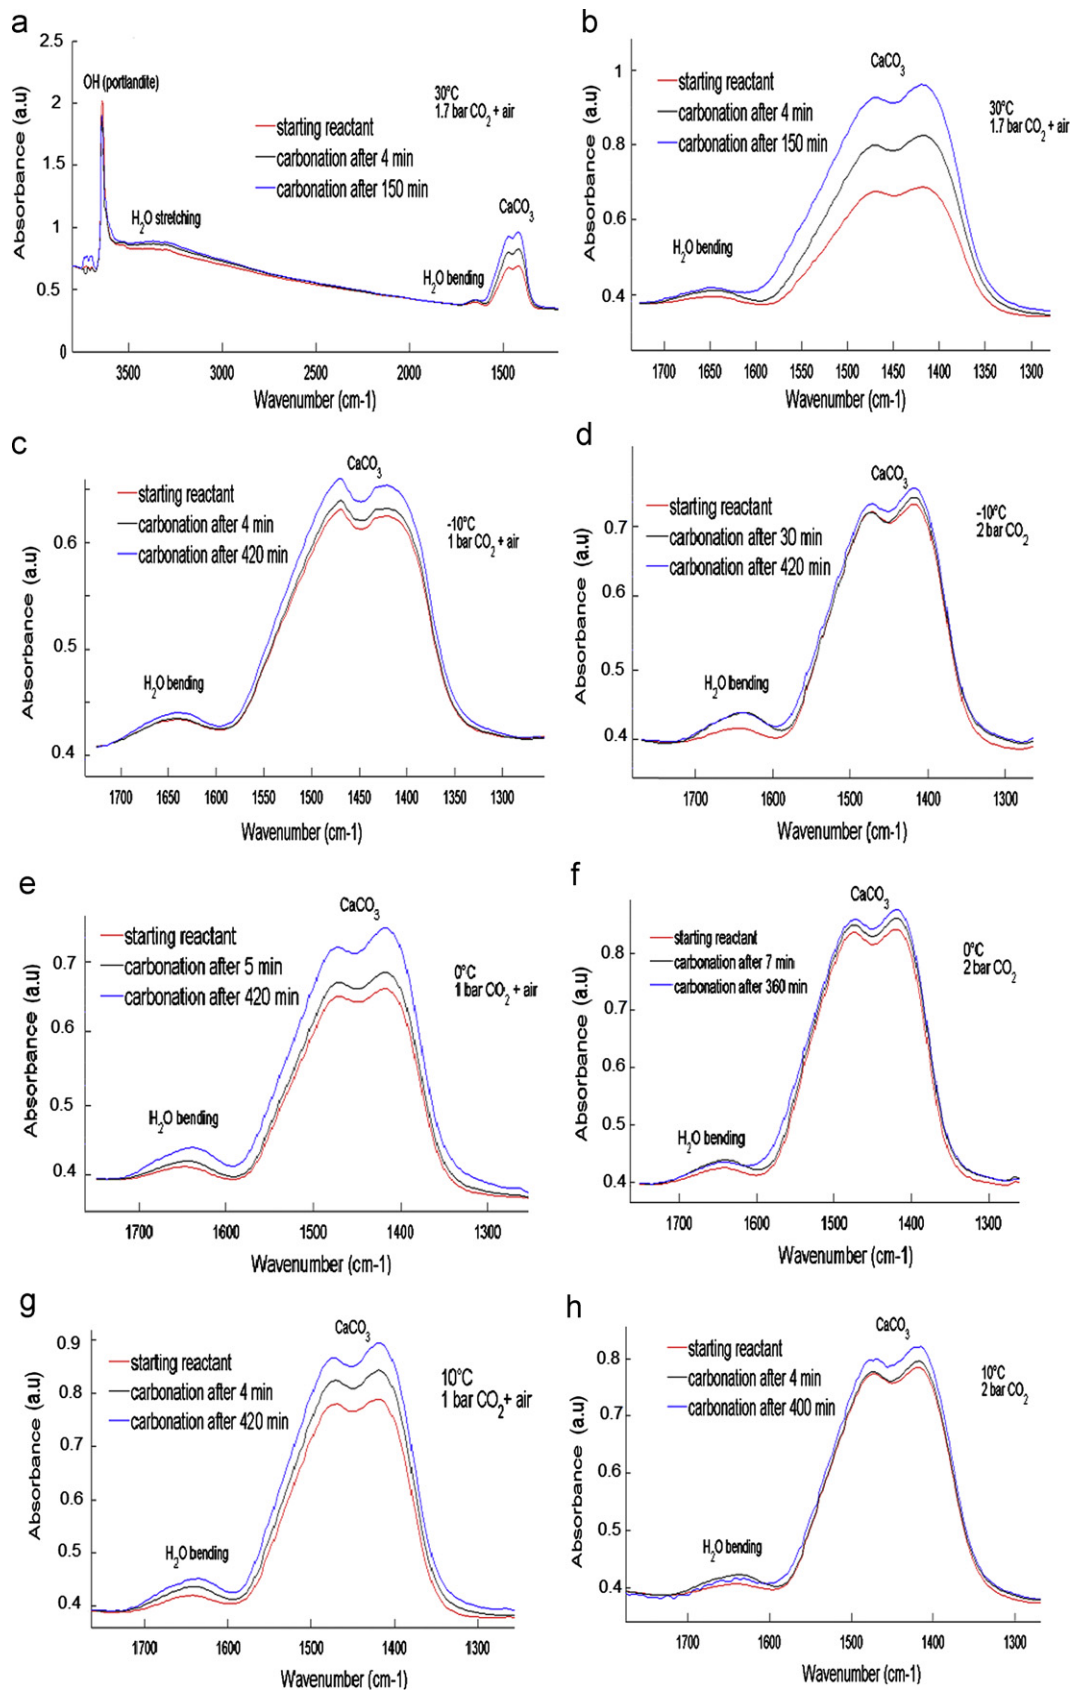 a
2.5
2
1.5
1
0.5
0
OH (portlandite)
30°C
1.7 bar CO2 + air
starting reactant
carbonation after 4 min
carbonation after 150 min
H2O stretching
CaCO3
H2O bending
3500 3000 2500 2000 1500
Wavenumber (cm-1)
Absorbance (a.u)
b
1
0.8
0.6
0.4
CaCO3
starting reactant
carbonation after 4 min
carbonation after 150 min
30°C
1.7 bar CO2 + air
H2O bending
1700 1650 1600 1550 1500 1450 1400 1350 1300
Wavenumber (cm-1)
Absorbance (a.u)
c
0.6
0.5
0.4
CaCO3
starting reactant
carbonation after 4 min
carbonation after 420 min
-10°C
1 bar CO2 + air
H2O bending
1700 1650 1600 1550 1500 1450 1400 1350 1300
Wavenumber (cm-1)
Absorbance (a.u)
d
0.7
0.6
0.5
0.4
CaCO3
starting reactant
carbonation after 30 min
carbonation after 420 min
-10°C
2 bar CO2
H2O bending
1700 1600 1500 1400 1300
Wavenumber (cm-1)
Absorbance (a.u)
e
0.7
0.6
0.5
0.4
CaCO3
starting reactant
carbonation after 5 min
carbonation after 420 min
0°C
1 bar CO2 + air
H2O bending
1700 1600 1500 1400 1300
Wavenumber (cm-1)
Absorbance (a.u)
f
0.8
0.7
0.6
0.5
0.4
CaCO3
starting reactant
carbonation after 7 min
carbonation after 360 min
0°C
2 bar CO2
H2O bending
1700 1600 1500 1400 1300
Wavenumber (cm-1)
Absorbance (a.u)
g
0.9
0.8
0.7
0.6
0.5
0.4
CaCO3
starting reactant
carbonation after 4 min
carbonation after 420 min
10°C
1 bar CO2+ air
H2O bending
1700 1600 1500 1400 1300
Wavenumber (cm-1)
Absorbance (a.u)
h
0.8
0.7
0.6
0.5
0.4
CaCO3
starting reactant
carbonation after 4 min
carbonation after 400 min
10°C
2 bar CO2
H2O bending
1700 1600 1500 1400 1300
Wavenumber (cm-1)
Absorbance (a.u)